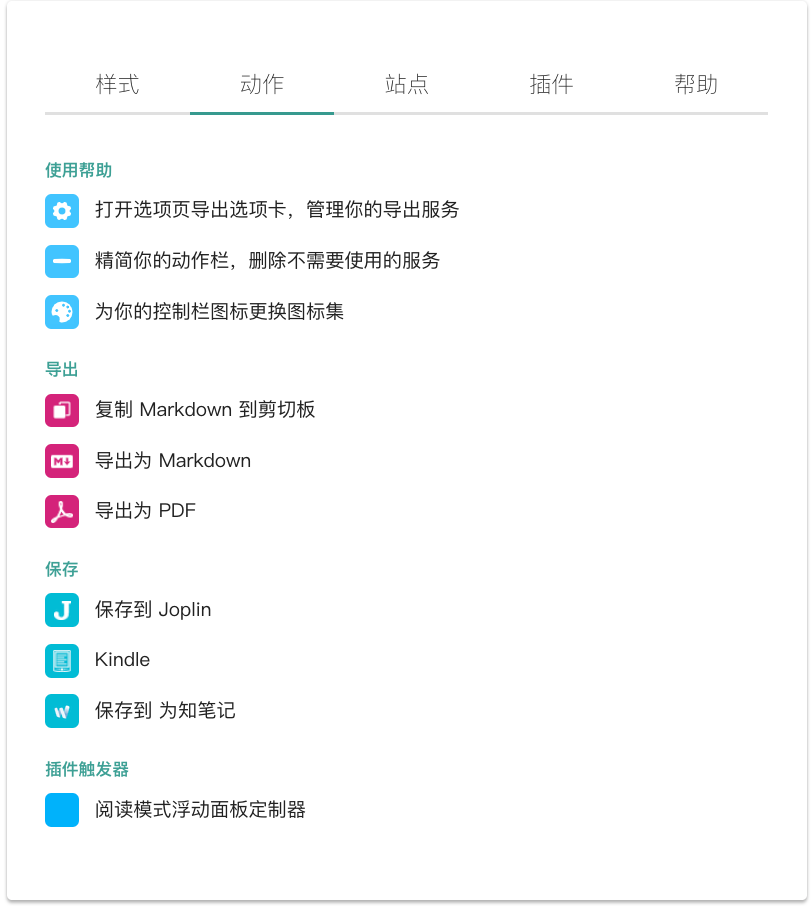 样式 动作 站点 插件 帮助
使用帮助
打开选项页导出选项卡，管理你的导出服务
精简你的动作栏，删除不需要使用的服务
为你的控制栏图标更换图标集
导出
复制 Markdown 到剪切板
M 导出为 Markdown
导出为 PDF
保存
J 保存到 Joplin
Kindle
W 保存到 为知笔记
插件触发器
阅读模式浮动面板定制器